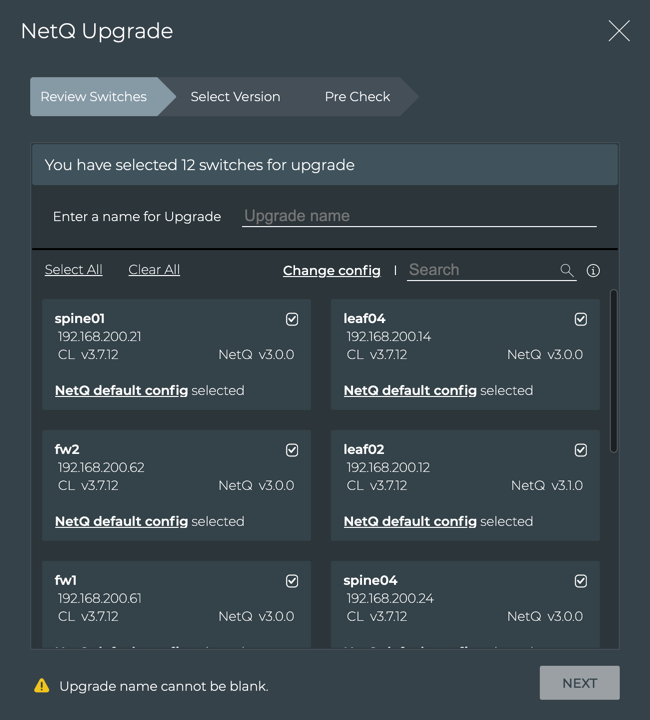 NetQ Upgrade
Review Switches Select Version Pre Check
You have selected 12 switches for upgrade
Enter a name for Upgrade Upgrade name
Select All Clear All Change config | Search
spine01
192.168.200.21
CL v3.7.12 NetQ v3.0.0
NetQ default config selected
leaf04
192.168.200.14
CL v3.7.12 NetQ v3.0.0
NetQ default config selected
fw2
192.168.200.62
CL v3.7.12 NetQ v3.0.0
NetQ default config selected
leaf02
192.168.200.12
CL v3.7.12 NetQ v3.1.0
NetQ default config selected
fw1
192.168.200.61
CL v3.7.12 NetQ v3.0.0
spine04
192.168.200.24
CL v3.7.12 NetQ v3.0.0
Upgrade name cannot be blank.
NEXT